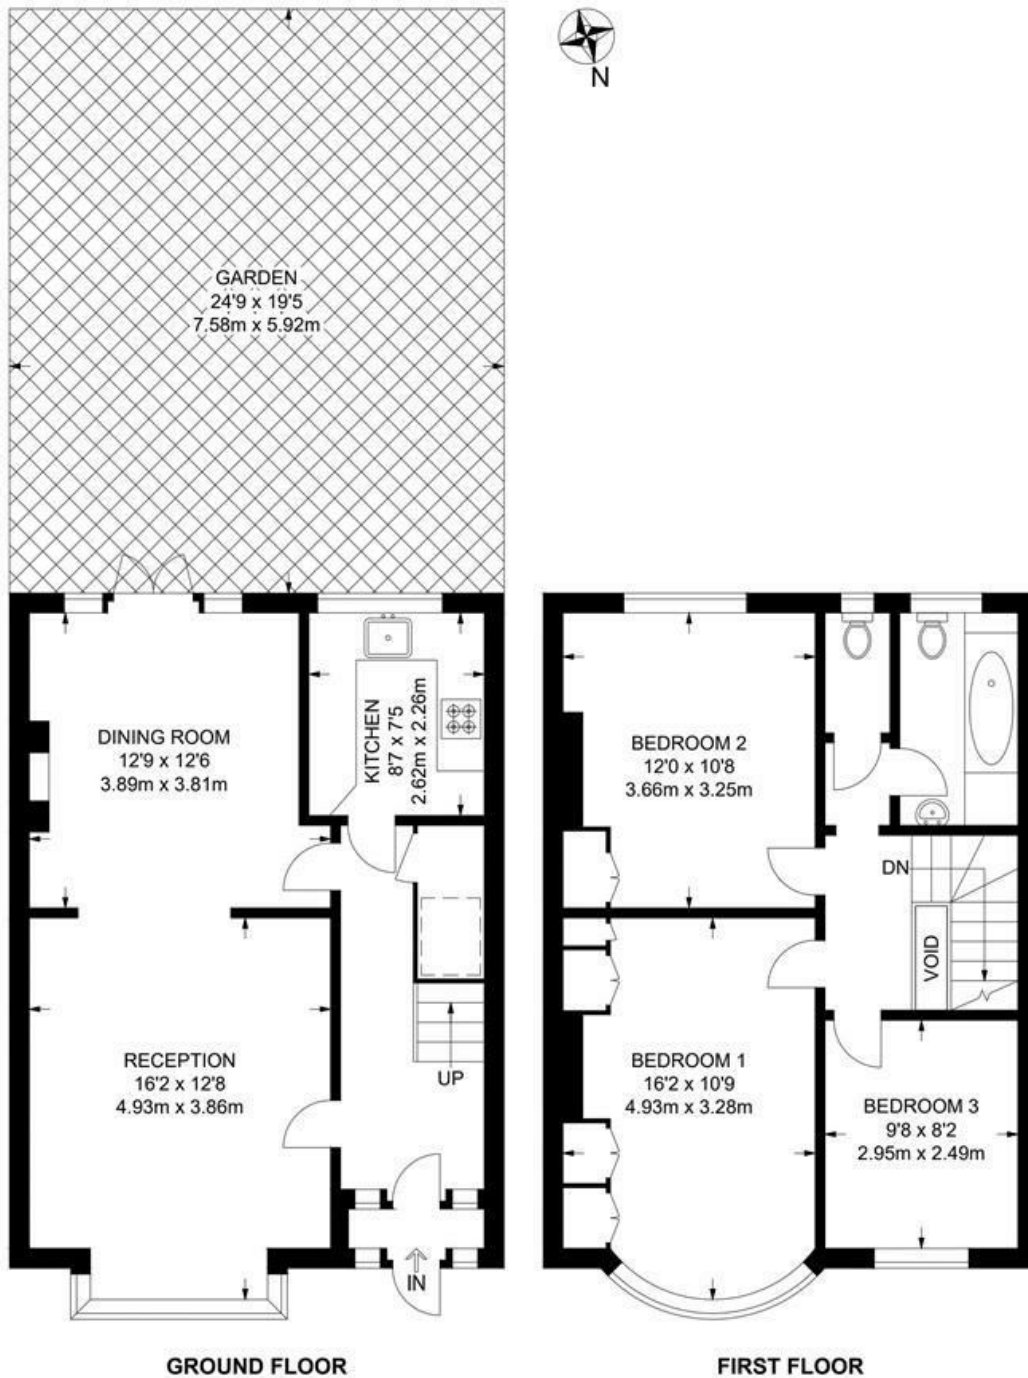 N
GARDEN
24'9 x 19'5
7.58m x 5.92m
DINING ROOM
12'9 x 12'6
3.89m x 3.81m
KITCHEN
8'7 x 7'5
2.62m x 2.26m
RECEPTION
16'2 x 12'8
4.93m x 3.86m
UP
IN
GROUND FLOOR
BEDROOM 2
12'0 x 10'8
3.66m x 3.25m
DN
VOID
BEDROOM 1
16'2 x 10'9
4.93m x 3.28m
BEDROOM 3
9'8 x 8'2
2.95m x 2.49m
FIRST FLOOR